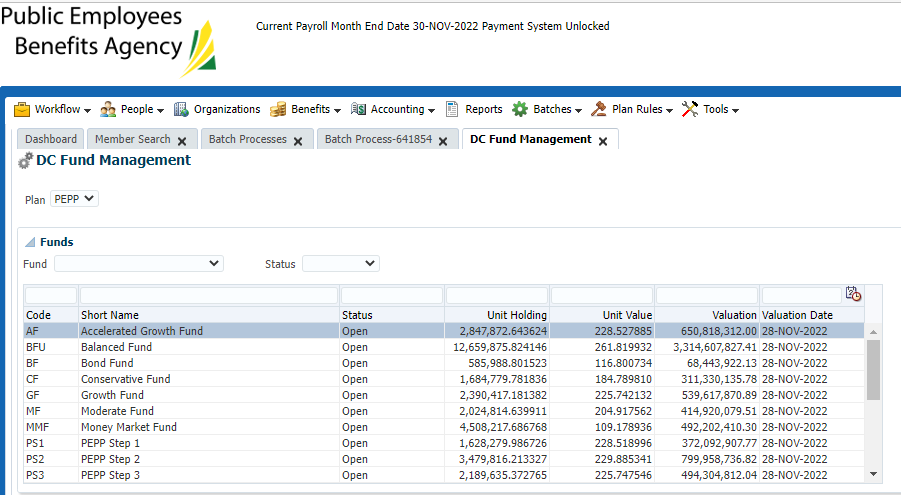 Public Employees
Benefits Agency
Current Payroll Month End Date 30-NOV-2022 Payment System Unlocked
Workflow People Organizations Benefits Accounting Reports Batches Plan Rules Tools
Dashboard Member Search Batch Processes Batch Process-641854 DC Fund Management
DC Fund Management
Plan PEPP
Funds
Fund Status
Code Short Name Status Unit Holding Unit Value Valuation Valuation Date
AF Accelerated Growth Fund Open 2,847,872.643624 228.527885 650,818,312.00 28-NOV-2022
BFU Balanced Fund Open 12,659,875.824146 261.819932 3,314,607,827.41 28-NOV-2022
BF Bond Fund Open 585,988.801523 116.800734 68,443,922.13 28-NOV-2022
CF Conservative Fund Open 1,684,779.781836 184.789810 311,330,135.78 28-NOV-2022
GF Growth Fund Open 2,390,417.181382 225.742132 539,617,870.89 28-NOV-2022
MF Moderate Fund Open 2,024,814.639911 204.917562 414,920,079.51 28-NOV-2022
MMF Money Market Fund Open 4,508,217.686768 109.178936 492,202,410.30 28-NOV-2022
PS1 PEPP Step 1 Open 1,628,279.986726 228.518996 372,092,907.77 28-NOV-2022
PS2 PEPP Step 2 Open 3,479,816.213327 229.885341 799,958,736.82 28-NOV-2022
PS3 PEPP Step 3 Open 2,189,635.372765 225.747546 494,304,812.04 28-NOV-2022